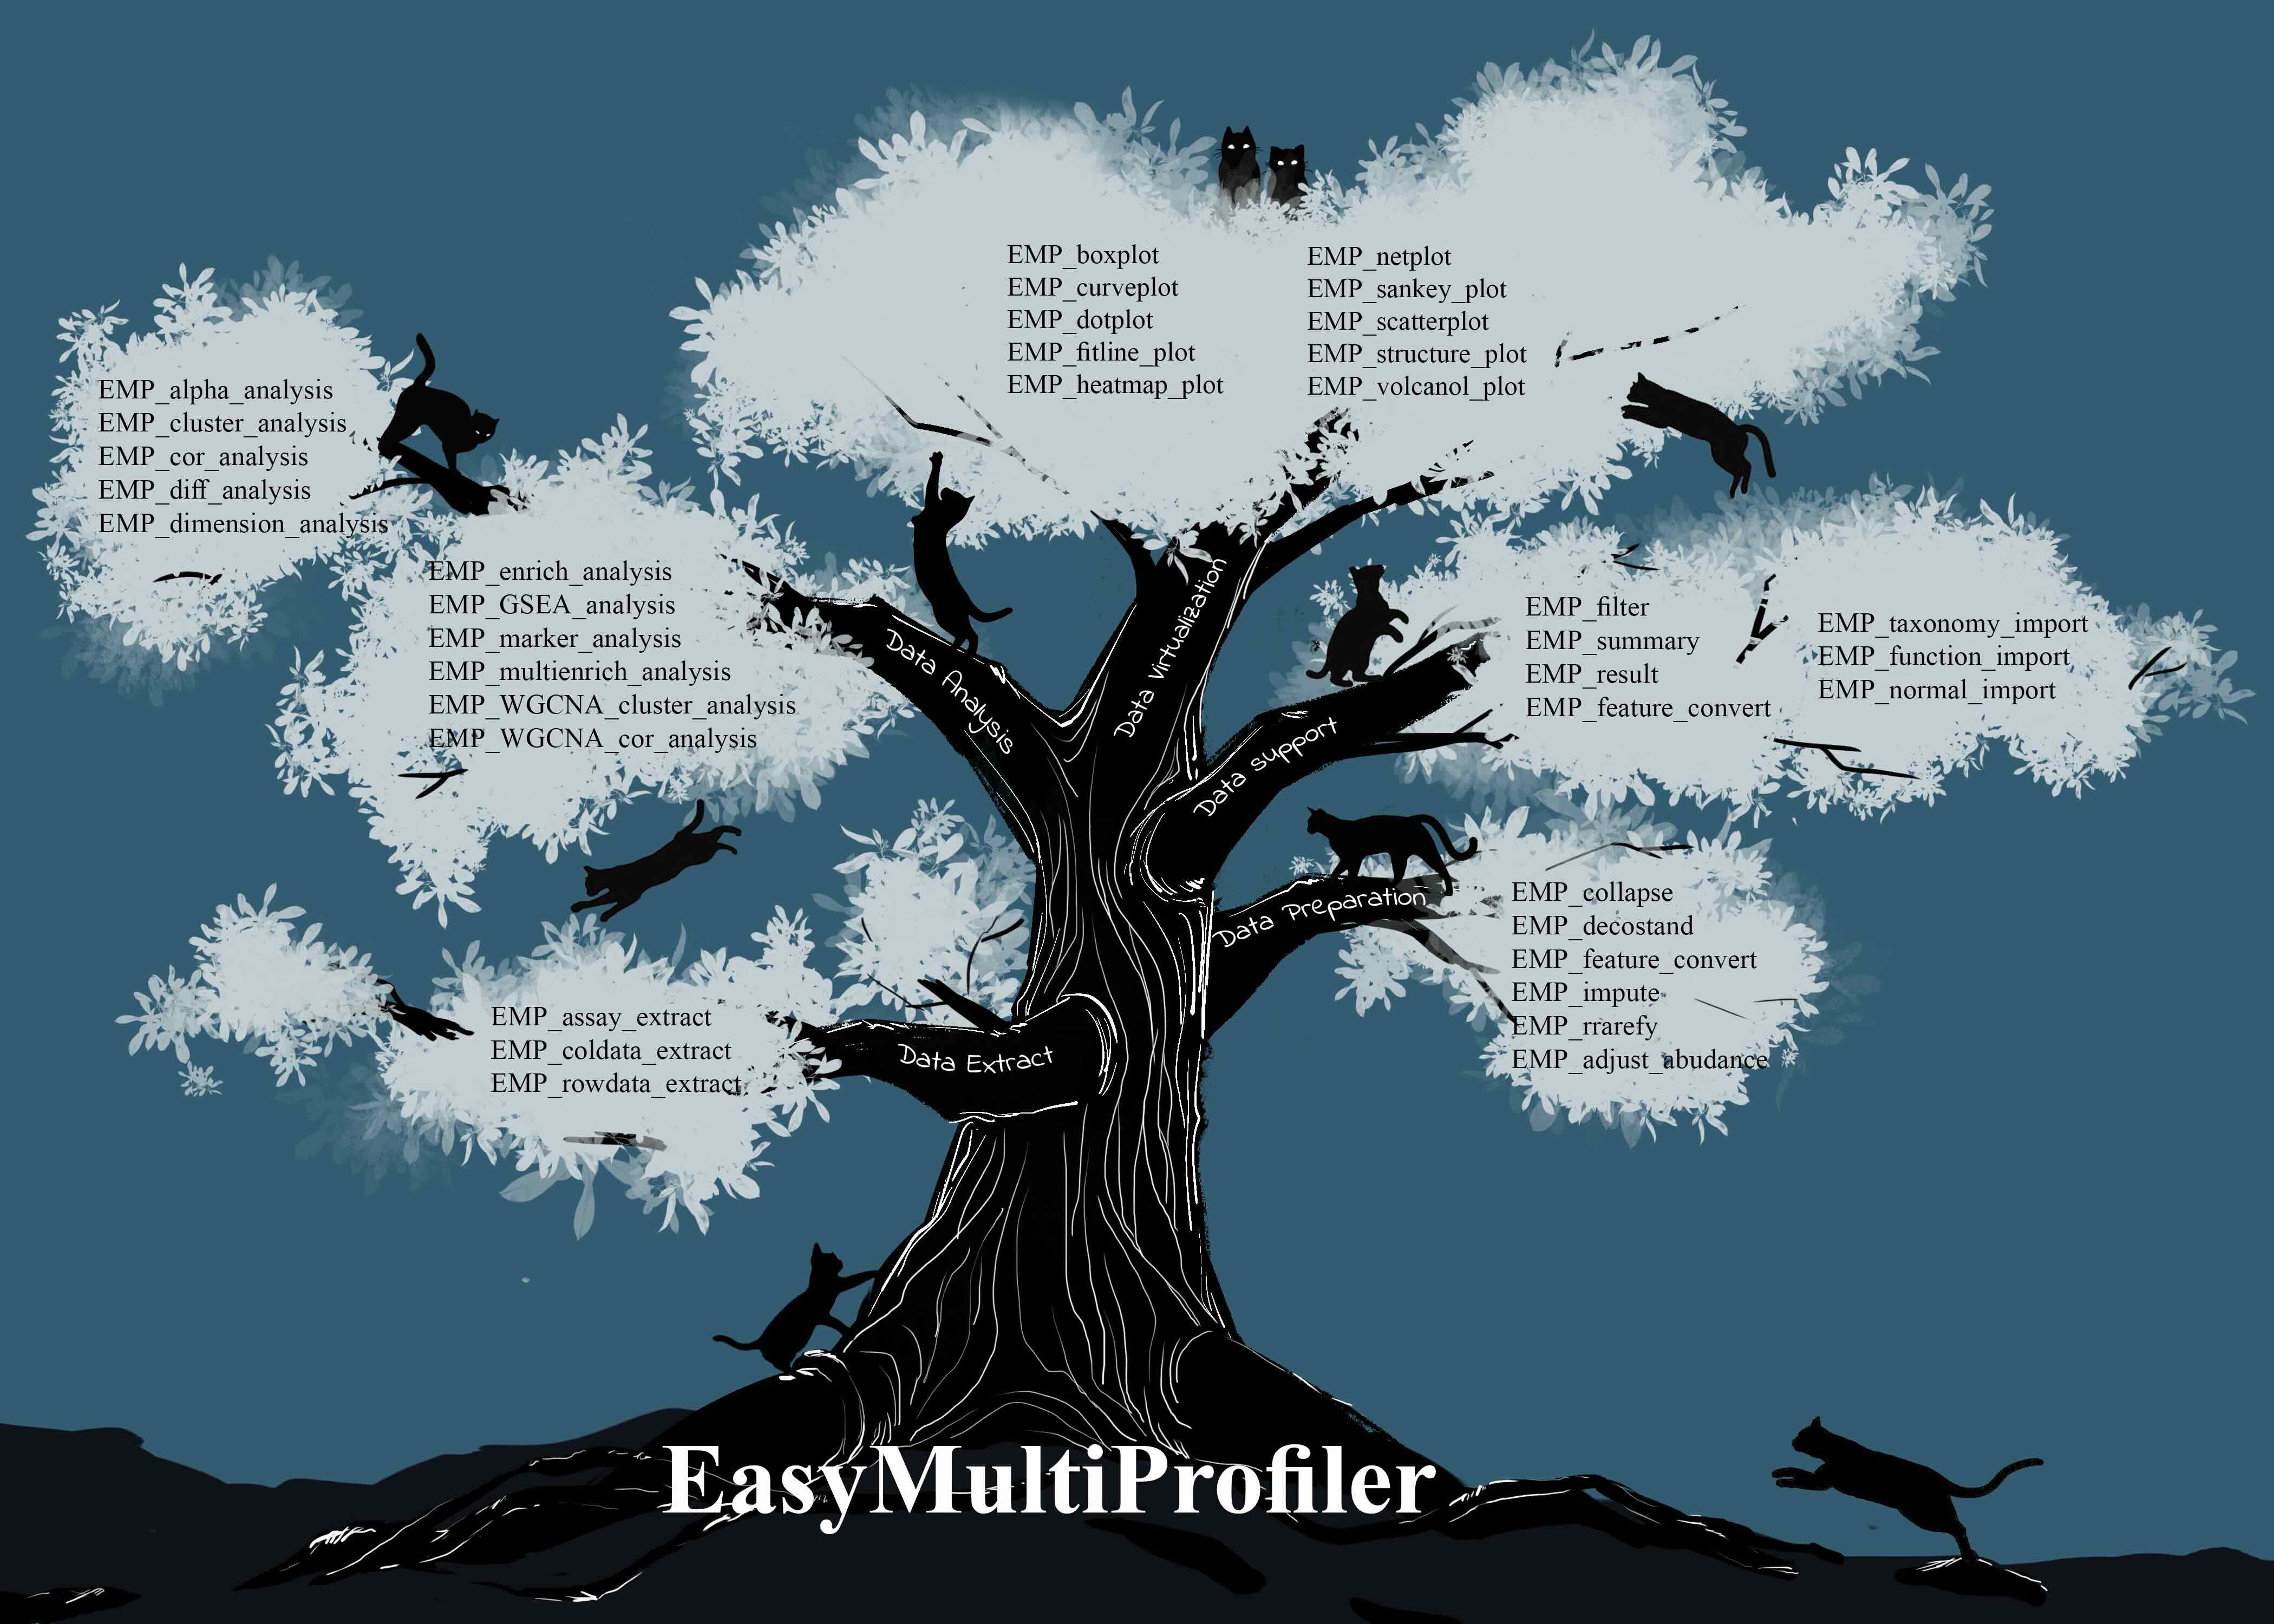 EMP_boxplot
EMP_curveplot
EMP_dotplot
EMP_fitline_plot
EMP_heatmap_plot
EMP_netplot
EMP_sankey_plot
EMP_scatterplot
EMP_structure_plot
EMP_volcanol_plot
EMP_alpha_analysis
EMP_cluster_analysis
EMP_cor_analysis
EMP_diff_analysis
EMP_dimension_analysis
EMP_enrich_analysis
EMP_GSEA_analysis
EMP_marker_analysis
EMP_multienrich_analysis
EMP_WGCNA_cluster_analysis
EMP_WGCNA_cor_analysis
Data Analysis
Data virtualization
Data support
EMP_filter
EMP_summary
EMP_result
EMP_feature_convert
EMP_taxonomy_import
EMP_function_import
EMP_normal_import
Data Preparation
EMP_collapse
EMP_decostand
EMP_feature_convert
EMP_impute
EMP_rrarefy
EMP_adjust_abudance
EMP_assay_extract
EMP_coldata_extract
EMP_rowdata_extract
Data Extract
EasyMultiProfiler